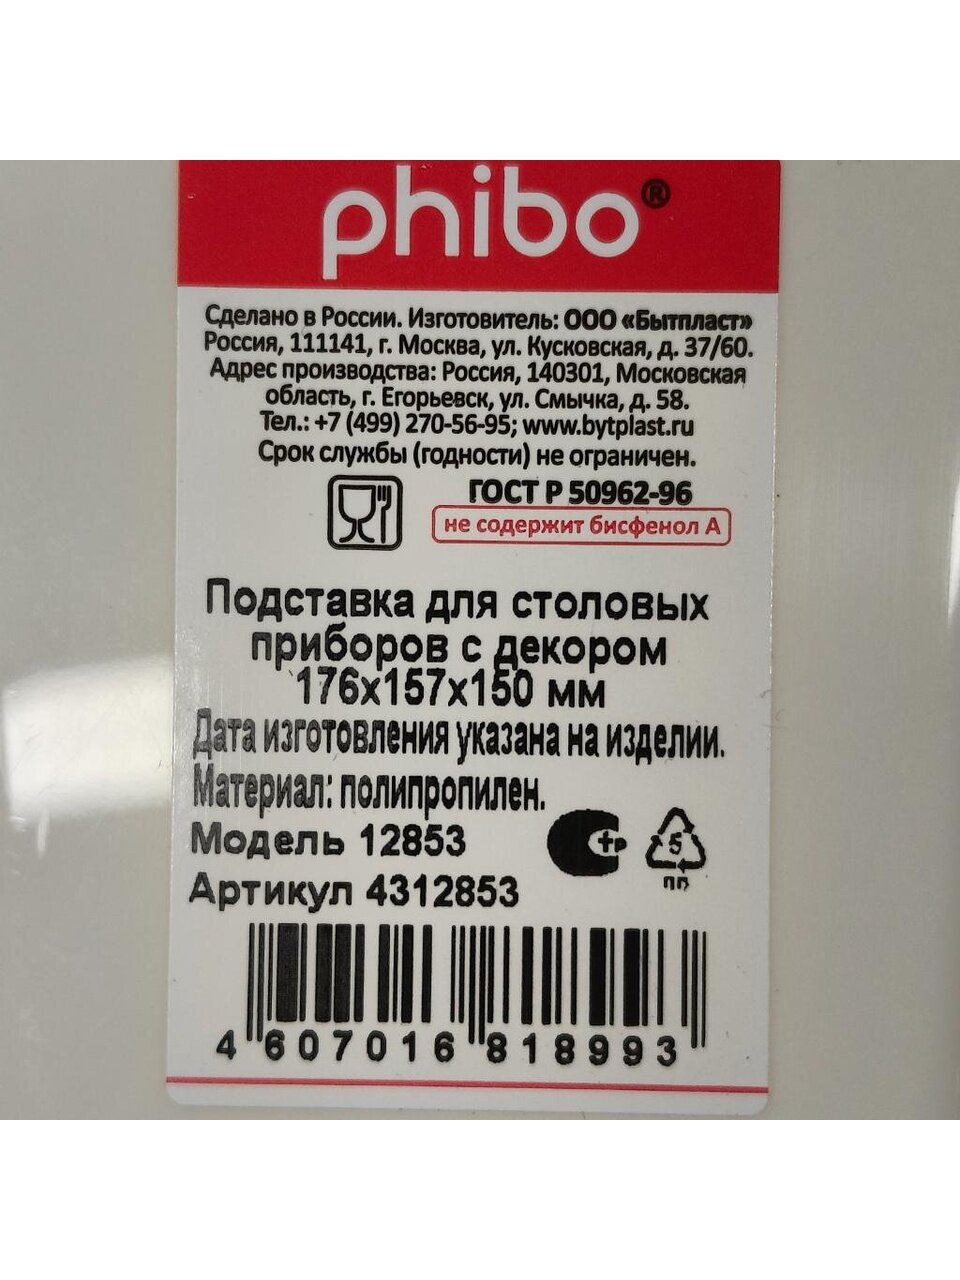 phibo®
Сделано в России. Изготовитель: ООО «Бытпласт»
Россия, 111141, г. Москва, ул. Кусковская, д. 37/60.
Адрес производства: Россия, 140301, Московская
область, г. Егорьевск, ул. Смычка, д. 58.
Тел.: +7 (499) 270-56-95; www.bytplast.ru
Срок службы (годности) не ограничен.
ГОСТ Р 50962-96
не содержит бисфенол А
Подставка для столовых
приборов с декором
176х157х150 мм
Дата изготовления указана на изделии.
Материал: полипропилен.
Модель 12853
Артикул 4312853
тр
5
ПП
4 607016 818993